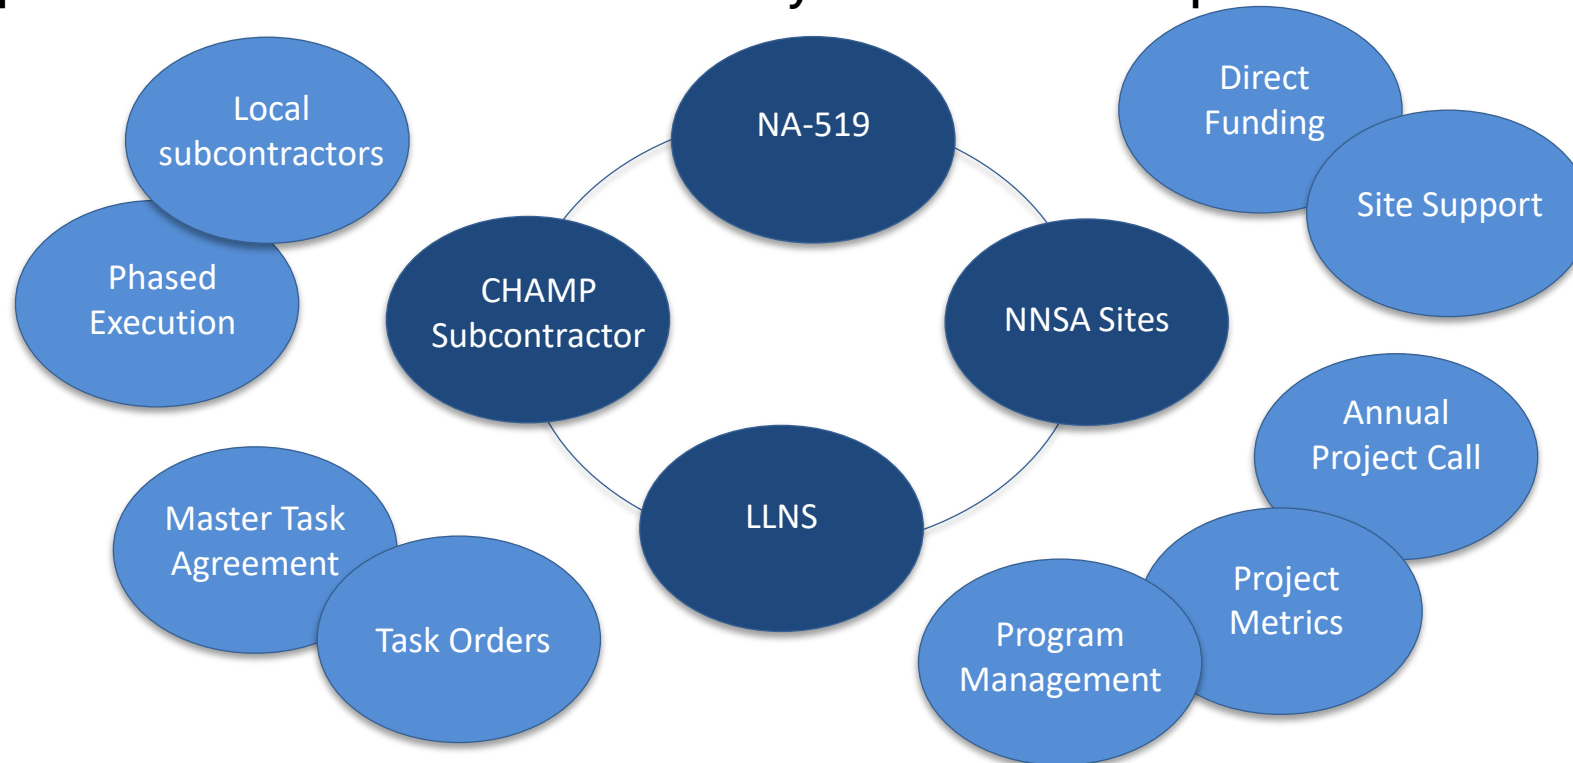 Direct
Funding
Local
subcontractors
NA-519
Site Support
Phased
Execution
CHAMP
Subcontractor
NNSA Sites
Annual
Project Call
Master Task
Agreement
LLNS
Project
Metrics
Task Orders
Program
Management